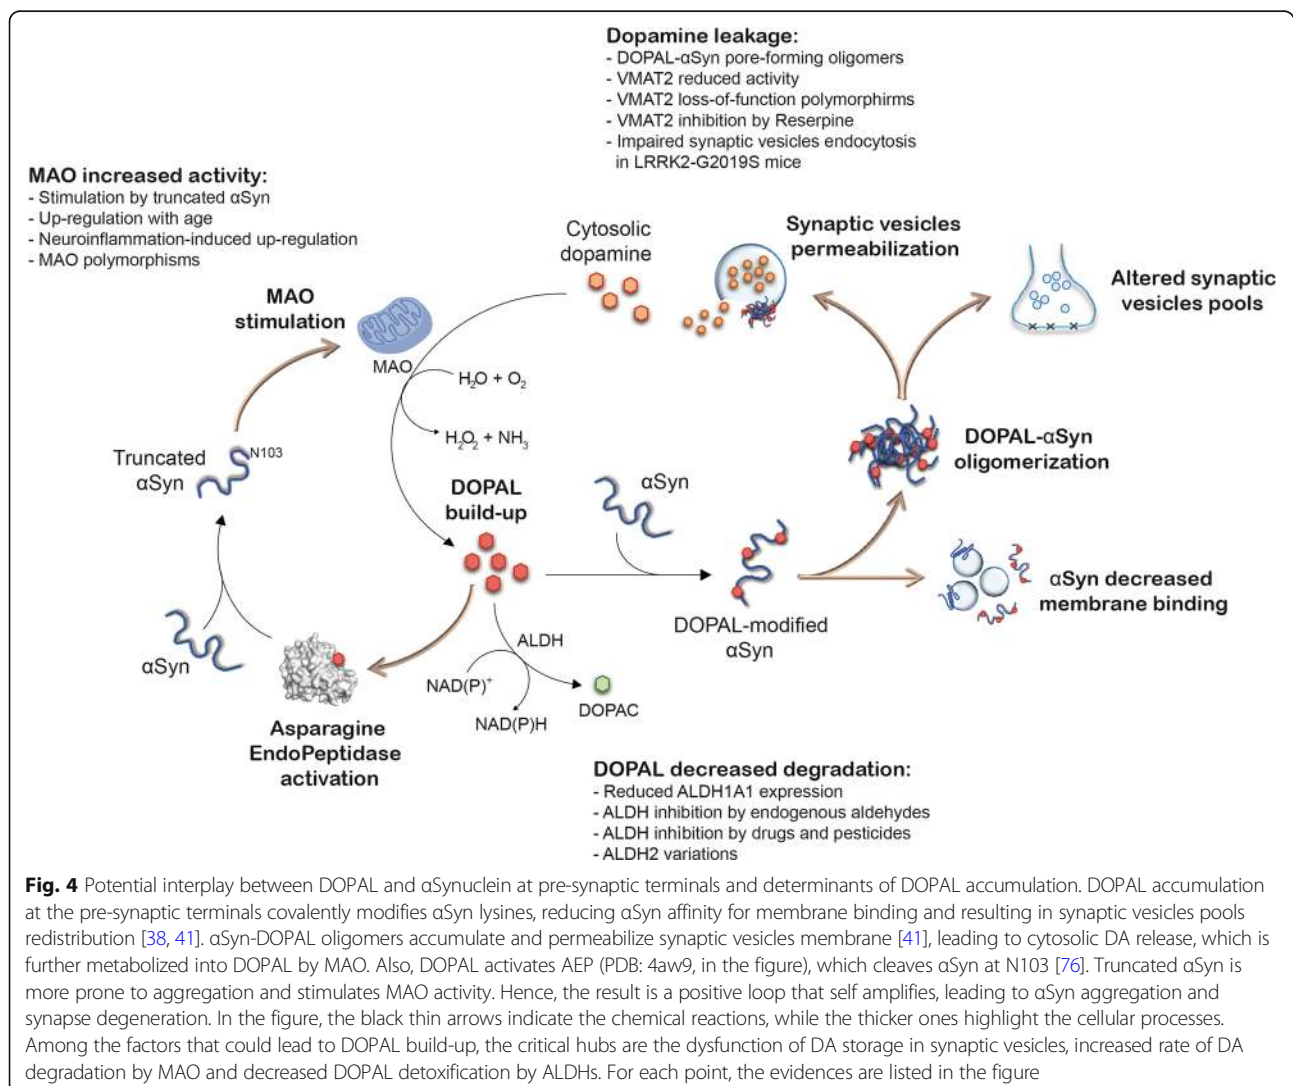 Dopamine leakage:
- DOPAL-αSyn pore-forming oligomers
- VMAT2 reduced activity
- VMAT2 loss-of-function polymorphirms
- VMAT2 inhibition by Reserpine
- Impaired synaptic vesicles endocytosis
in LRRK2-G2019S mice
MAO increased activity:
- Stimulation by truncated αSyn
- Up-regulation with age
- Neuroinflammation-induced up-regulation
- MAO polymorphisms
Cytosolic
dopamine
Synaptic vesicles
permeabilization
Altered synaptic
vesicles pools
MAO
stimulation
MAO
H₂O + O₂
H₂O₂ + NH₃
Truncated
αSyn
N103
DOPAL
build-up
αSyn
DOPAL-αSyn
oligomerization
αSyn decreased
membrane binding
DOPAL-modified
αSyn
αSyn
ALDH
NAD(P)⁺
NAD(P)H
DOPAC
Asparagine
EndoPeptidase
activation
DOPAL decreased degradation:
- Reduced ALDH1A1 expression
- ALDH inhibition by endogenous aldehydes
- ALDH inhibition by drugs and pesticides
- ALDH2 variations
Fig. 4 Potential interplay between DOPAL and αSynuclein at pre-synaptic terminals and determinants of DOPAL accumulation. DOPAL accumulation
at the pre-synaptic terminals covalently modifies αSyn lysines, reducing αSyn affinity for membrane binding and resulting in synaptic vesicles pools
redistribution [38, 41]. αSyn-DOPAL oligomers accumulate and permeabilize synaptic vesicles membrane [41], leading to cytosolic DA release, which is
further metabolized into DOPAL by MAO. Also, DOPAL activates AEP (PDB: 4aw9, in the figure), which cleaves αSyn at N103 [76]. Truncated αSyn is
more prone to aggregation and stimulates MAO activity. Hence, the result is a positive loop that self amplifies, leading to αSyn aggregation and
synapse degeneration. In the figure, the black thin arrows indicate the chemical reactions, while the thicker ones highlight the cellular processes.
Among the factors that could lead to DOPAL build-up, the critical hubs are the dysfunction of DA storage in synaptic vesicles, increased rate of DA
degradation by MAO and decreased DOPAL detoxification by ALDHs. For each point, the evidences are listed in the figure